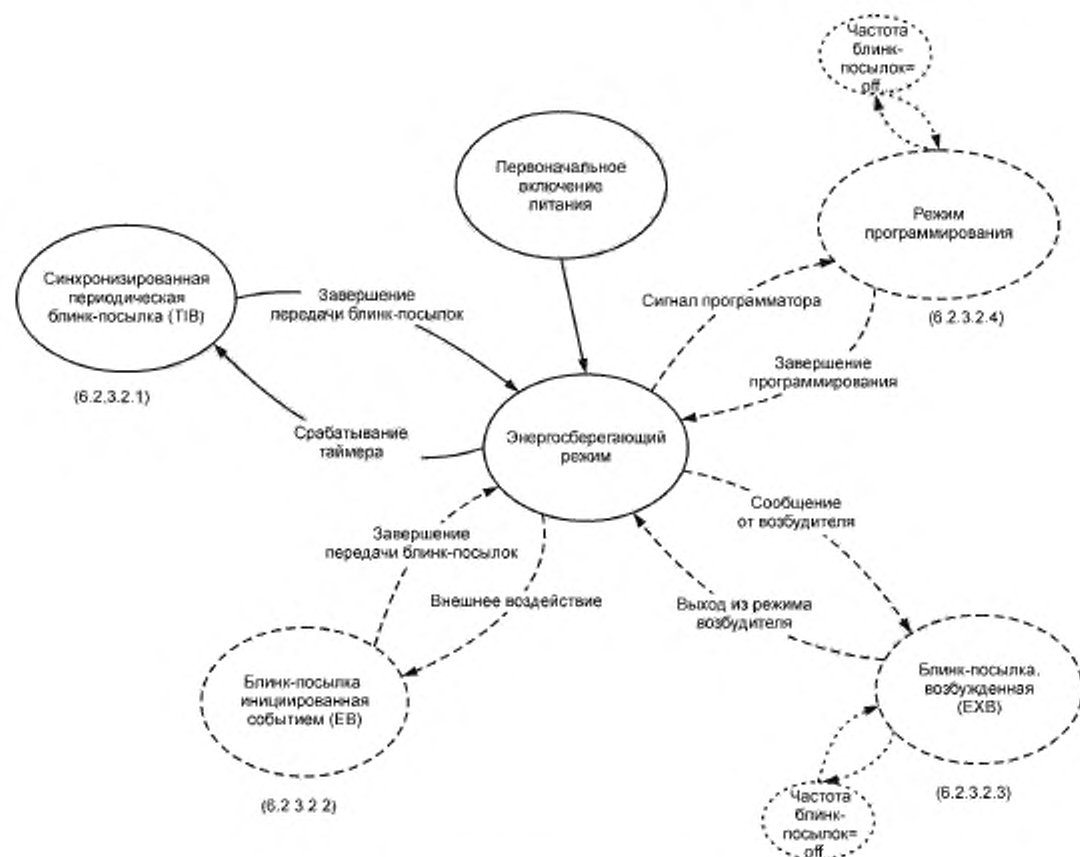 Частота
блинк-
посылок=
off
Первоначальное
включение
питания
Режим
программирования
(6.2.3.2.4)
Синхронизированная
периодическая
блинк-посылка (TIB)
(6.2.3.2.1)
Завершение
передачи блинк-посылок
Сигнал программатора
Завершение
программирования
Срабатывание
таймера
Энергосберегающий
режим
Сообщение
от возбудителя
Завершение
передачи блинк-посылок
Внешнее воздействие
Выход из режима
возбудителя
Блинк-посылка
инициированная
событием (EB)
(6.2 3 2 2)
Блинк-посылка.
возбужденная
(EXB)
(6.2.3.2.3)
Частота
блинк-
посылок=
off